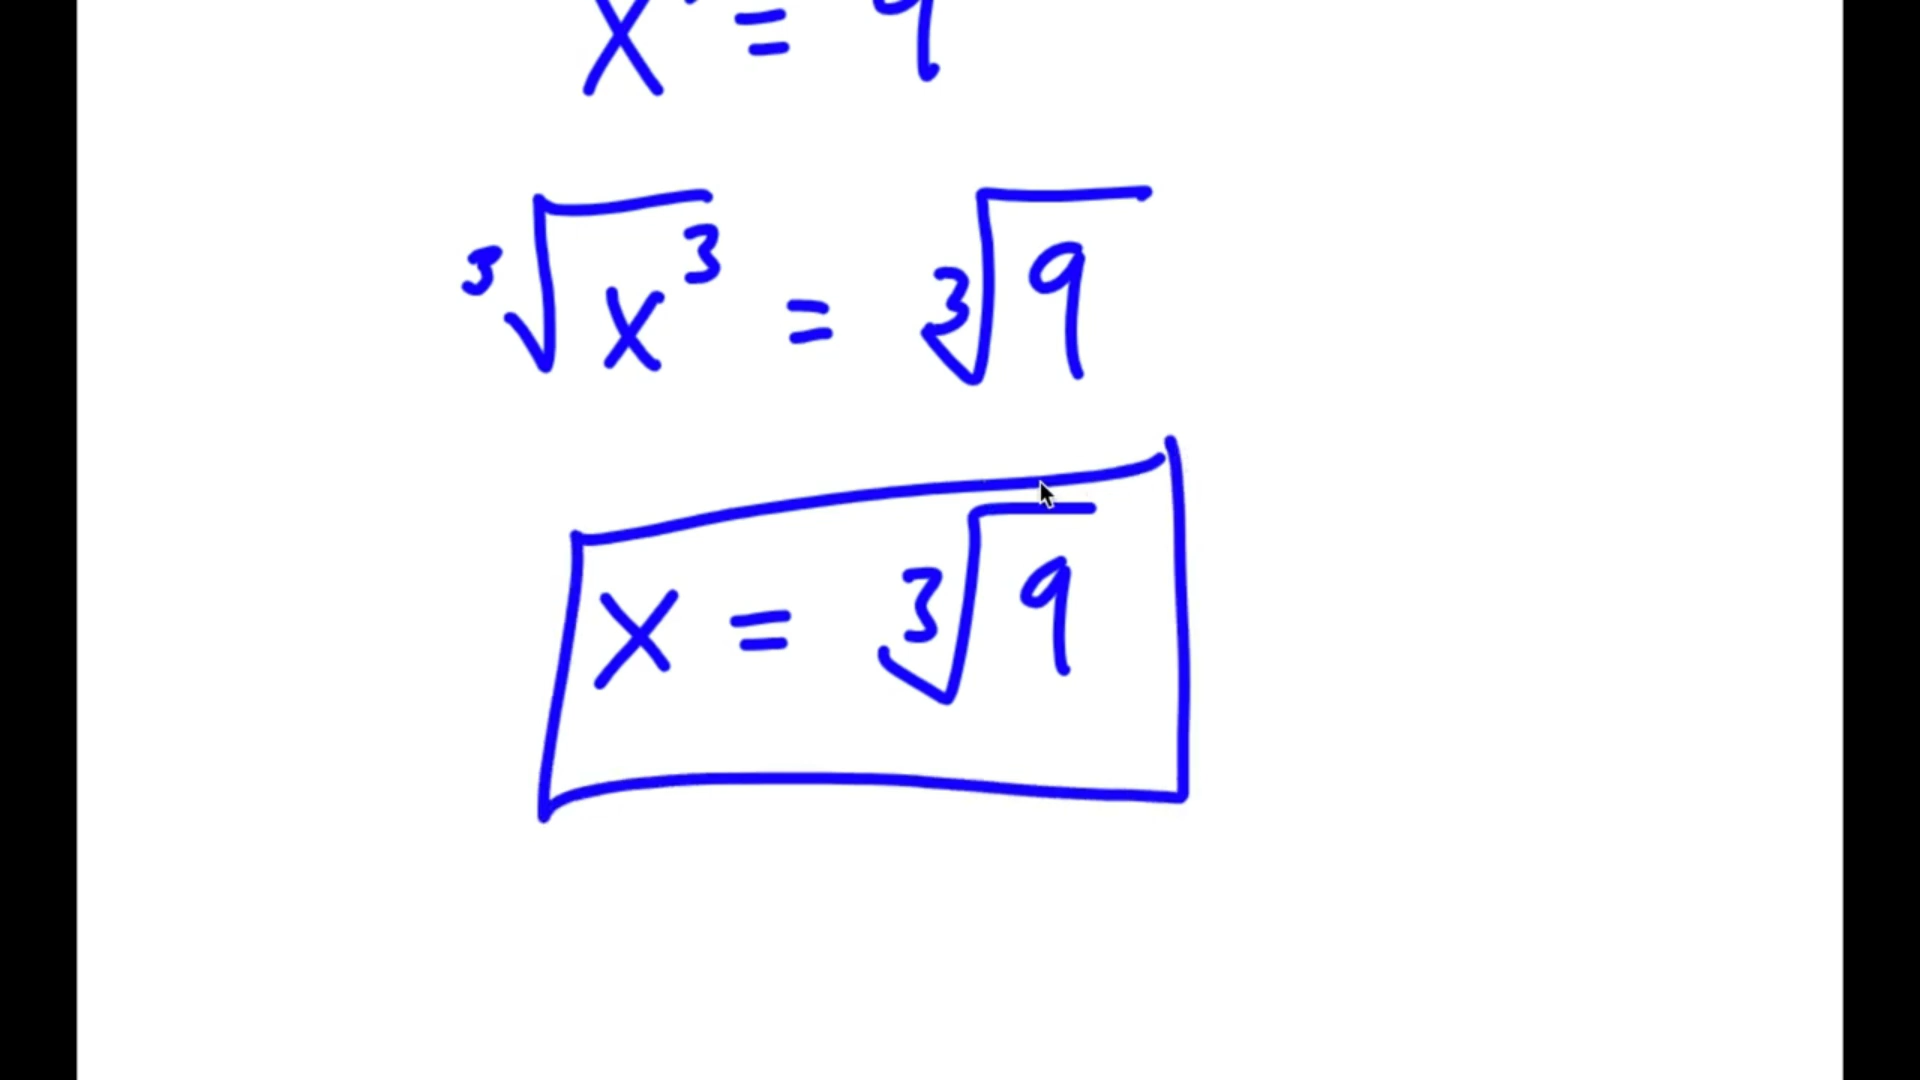 x³ = 9
∛x³ = ∛9
x = ∛9